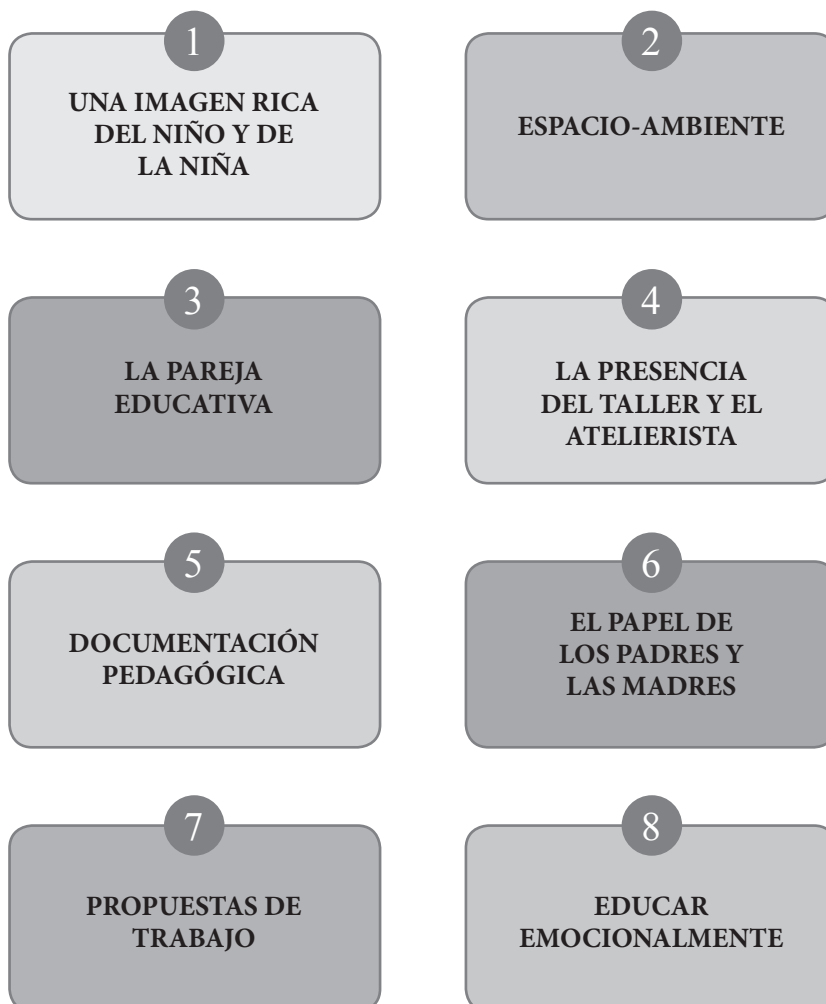 1
UNA IMAGEN RICA
DEL NIÑO Y DE
LA NIÑA
2
ESPACIO-AMBIENTE
3
LA PAREJA
EDUCATIVA
4
LA PRESENCIA
DEL TALLER Y EL
ATELIERISTA
5
DOCUMENTACIÓN
PEDAGÓGICA
6
EL PAPEL DE
LOS PADRES Y
LAS MADRES
7
PROPUESTAS DE
TRABAJO
8
EDUCAR
EMOCIONALMENTE